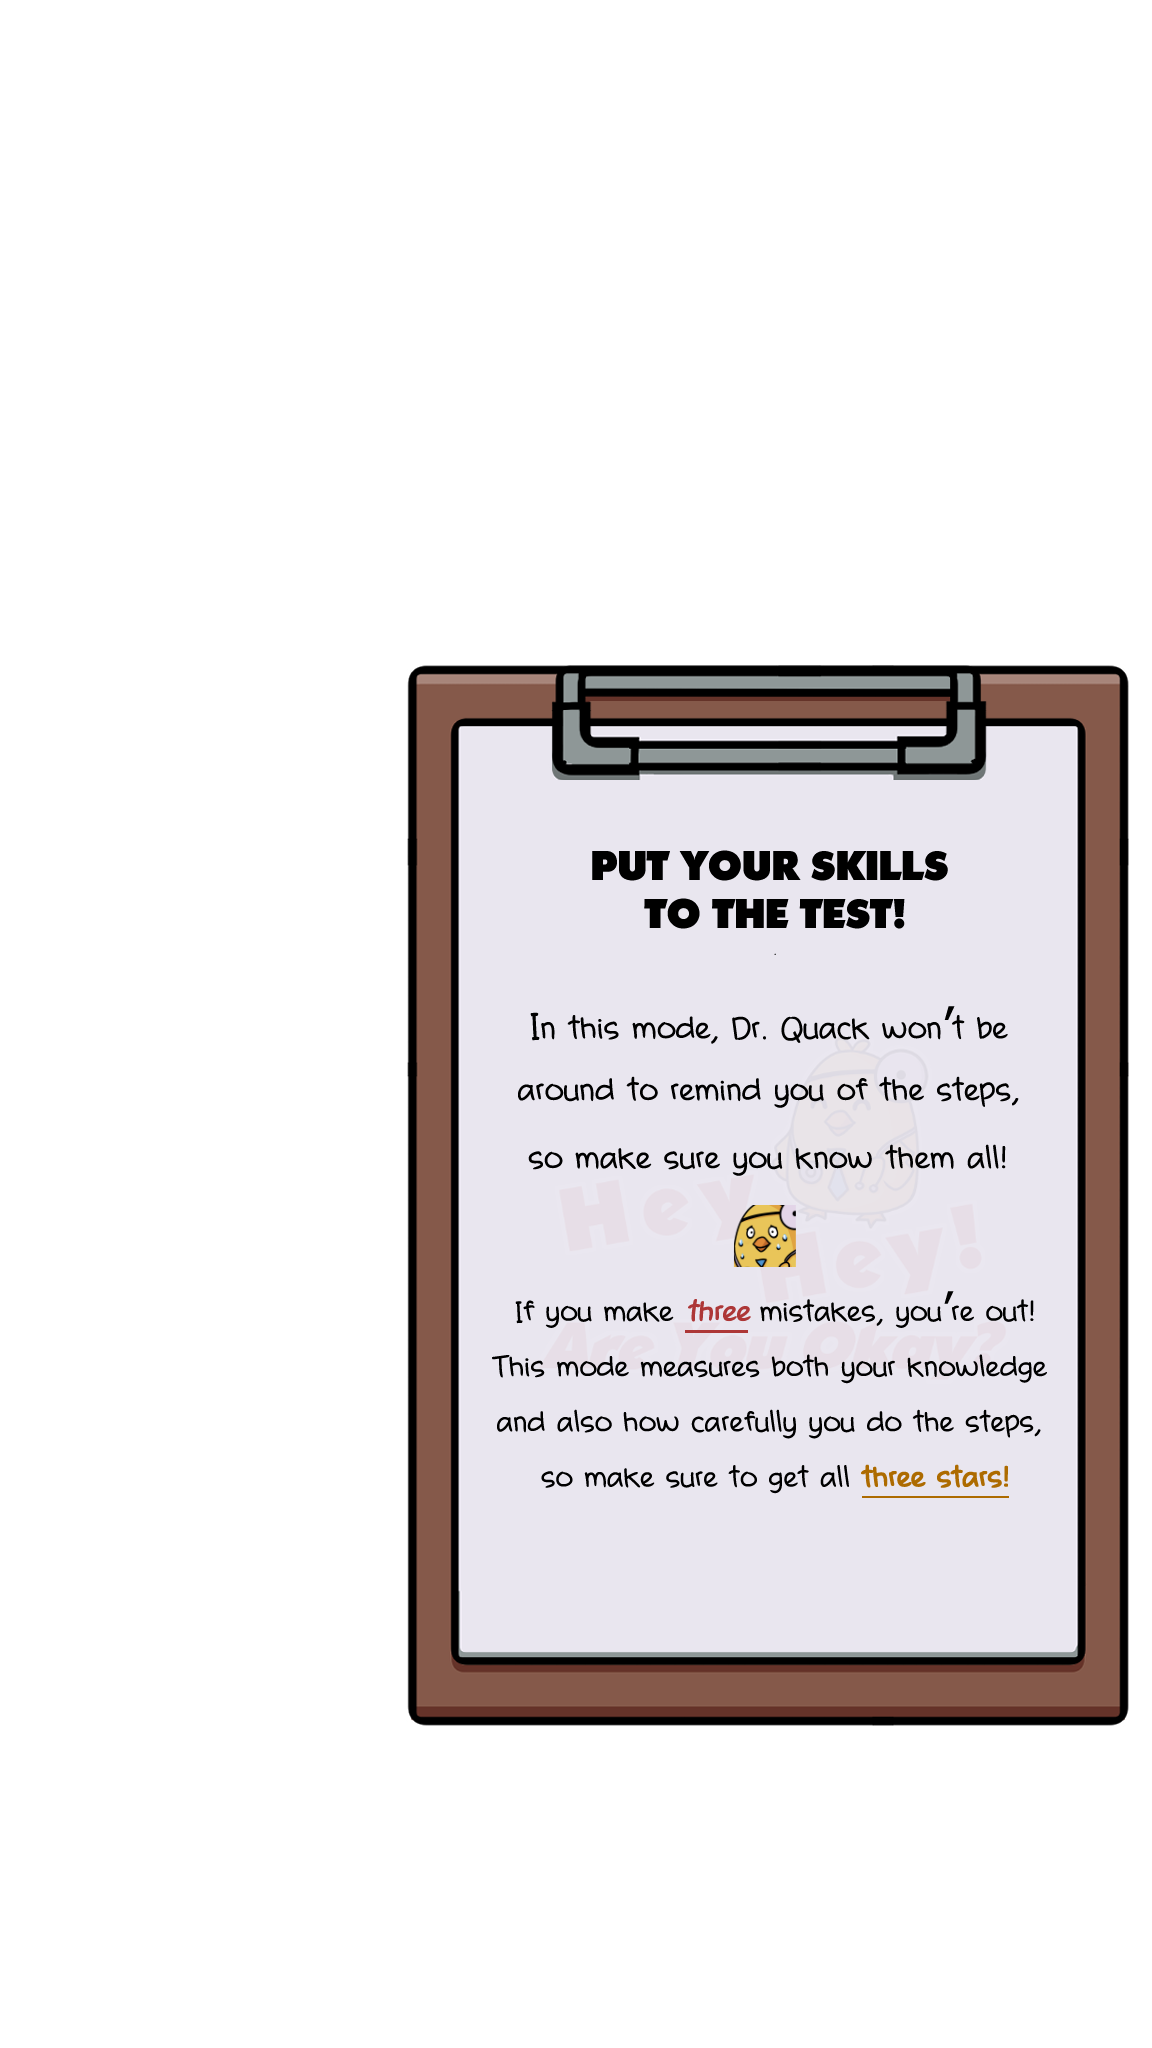 PUT YOUR SKILLS
TO THE TEST!
In this mode, Dr. Quack won't be
around to remind you of the steps,
so make sure you know them all!
Hey
Hey!
If you make three mistakes, you're out!
Are You Okay?
This mode measures both your knowledge
and also how carefully you do the steps,
so make sure to get all three stars!